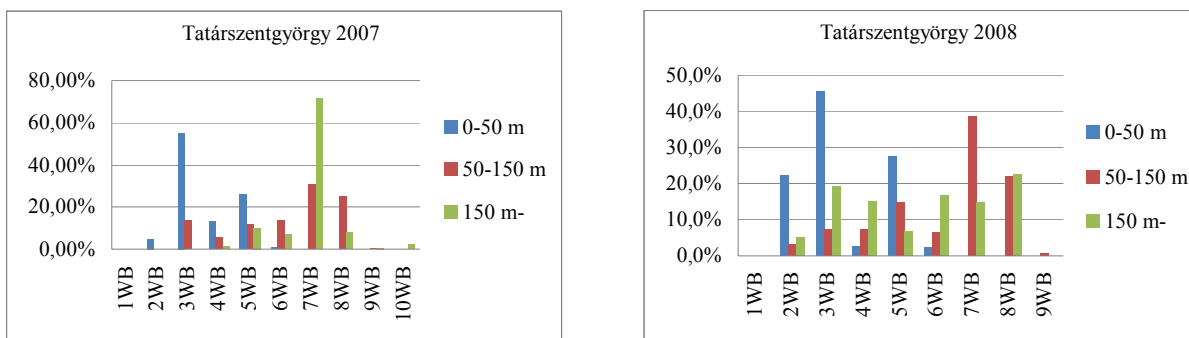 Tatárszentgyörgy 2007
80,00%
60,00%
40,00%
20,00%
0,00%
1WB
2WB
3WB
4WB
5WB
6WB
7WB
8WB
9WB
10WB
0-50 m
50-150 m
150 m-
Tatárszentgyörgy 2008
50,0%
40,0%
30,0%
20,0%
10,0%
0,0%
1WB
2WB
3WB
4WB
5WB
6WB
7WB
8WB
9WB
0-50 m
50-150 m
150 m-